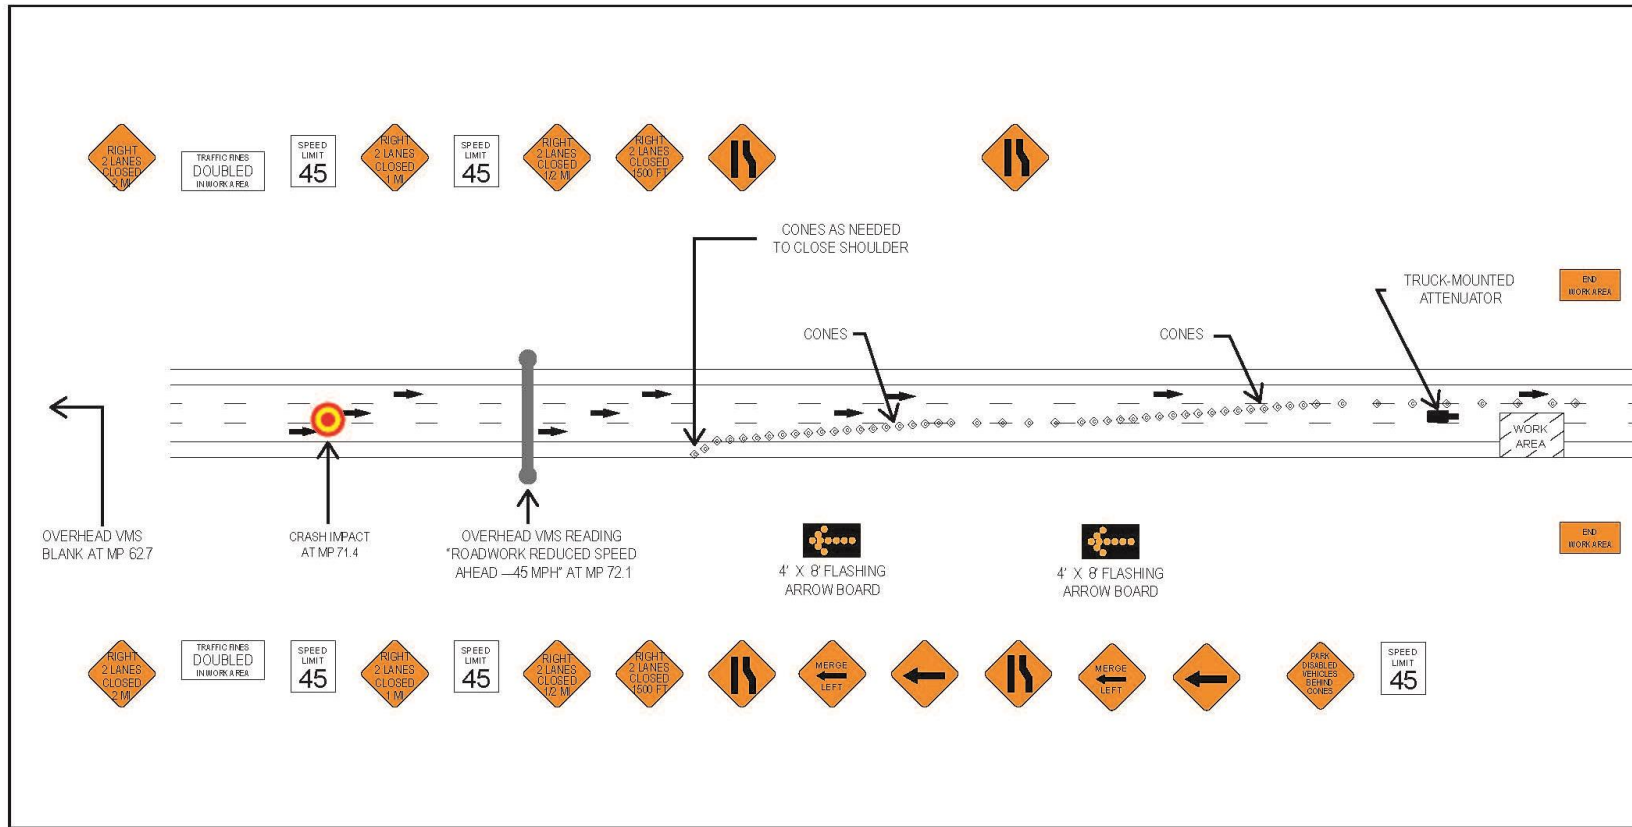 RIGHT
2 LANES
CLOSED
2 MI
TRAFFIC FINES
DOUBLED
IN WORK AREA
SPEED
LIMIT
45
RIGHT
2 LANES
CLOSED
1 MI
SPEED
LIMIT
45
RIGHT
2 LANES
CLOSED
1/2 MI
RIGHT
2 LANES
CLOSED
1500 FT
CONES AS NEEDED
TO CLOSE SHOULDER
TRUCK-MOUNTED
ATTENUATOR
END
WORK AREA
CONES
CONES
WORK
AREA
OVERHEAD VMS
BLANK AT MP 62.7
CRASH IMPACT
AT MP 71.4
OVERHEAD VMS READING
"ROADWORK REDUCED SPEED
AHEAD —45 MPH" AT MP 72.1
4' X 8' FLASHING
ARROW BOARD
4' X 8' FLASHING
ARROW BOARD
END
WORK AREA
RIGHT
2 LANES
CLOSED
2 MI
TRAFFIC FINES
DOUBLED
IN WORK AREA
SPEED
LIMIT
45
RIGHT
2 LANES
CLOSED
1 MI
SPEED
LIMIT
45
RIGHT
2 LANES
CLOSED
1/2 MI
RIGHT
2 LANES
CLOSED
1500 FT
MERGE
LEFT
MERGE
LEFT
PARK
DISABLED
VEHICLES
BEHIND
CONES
SPEED
LIMIT
45